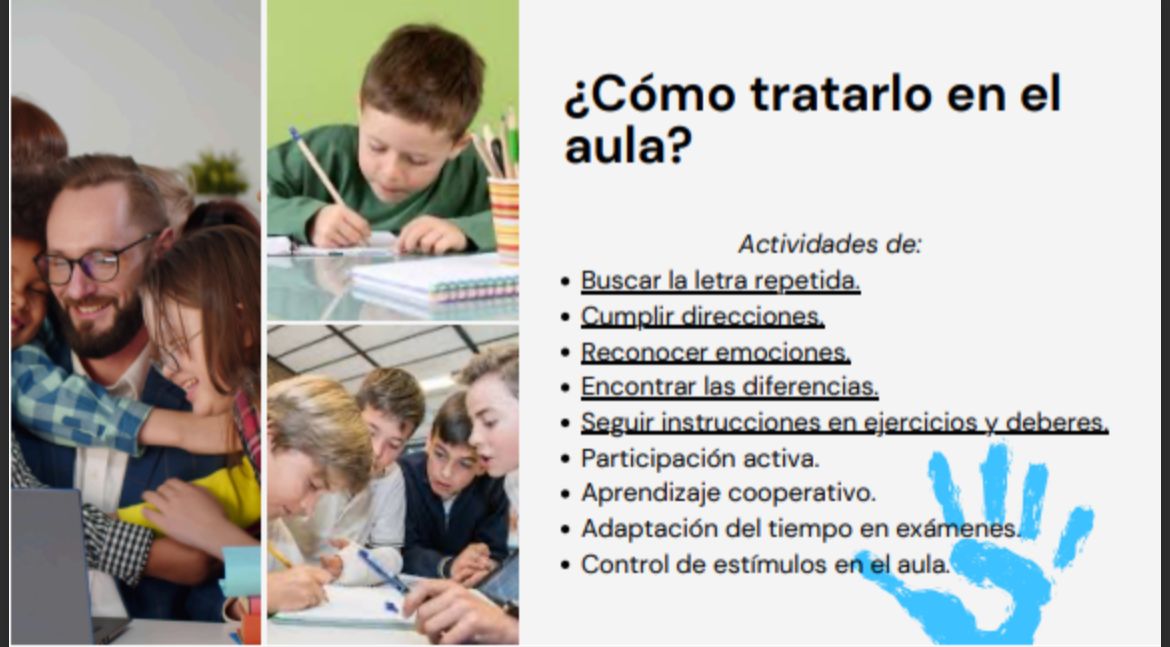 ¿Cómo tratarlo en el
aula?
Actividades de:
• Buscar la letra repetida.
• Cumplir direcciones.
• Reconocer emociones.
• Encontrar las diferencias.
• Seguir instrucciones en ejercicios y deberes.
• Participación activa.
• Aprendizaje cooperativo.
• Adaptación del tiempo en exámenes.
• Control de estímulos en el aula.